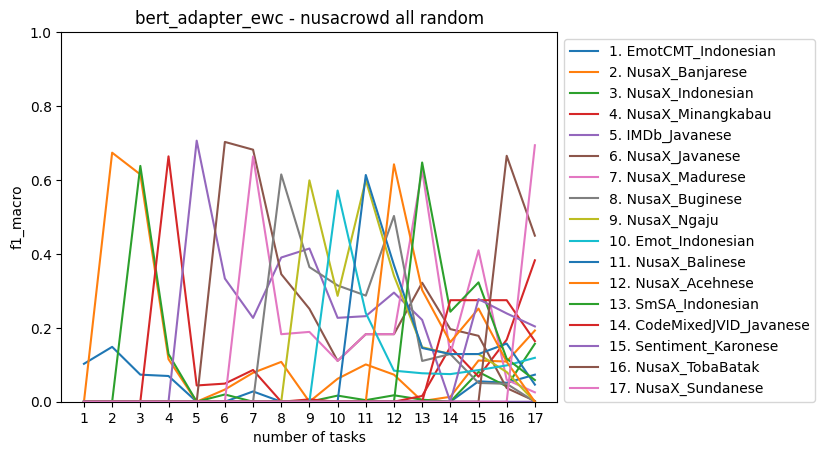 bert_adapter_ewc - nusacrowd all random
1.0
0.8
0.6
0.4
0.2
0.0
f1_macro
1 2 3 4 5 6 7 8 9 10 11 12 13 14 15 16 17
number of tasks
1. EmotCMT_Indonesian
2. NusaX_Banjarese
3. NusaX_Indonesian
4. NusaX_Minangkabau
5. IMDb_Javanese
6. NusaX_Javanese
7. NusaX_Madurese
8. NusaX_Buginese
9. NusaX_Ngaju
10. Emot_Indonesian
11. NusaX_Balinese
12. NusaX_Acehnese
13. SmSA_Indonesian
14. CodeMixedJVID_Javanese
15. Sentiment_Karonese
16. NusaX_TobaBatak
17. NusaX_Sundanese